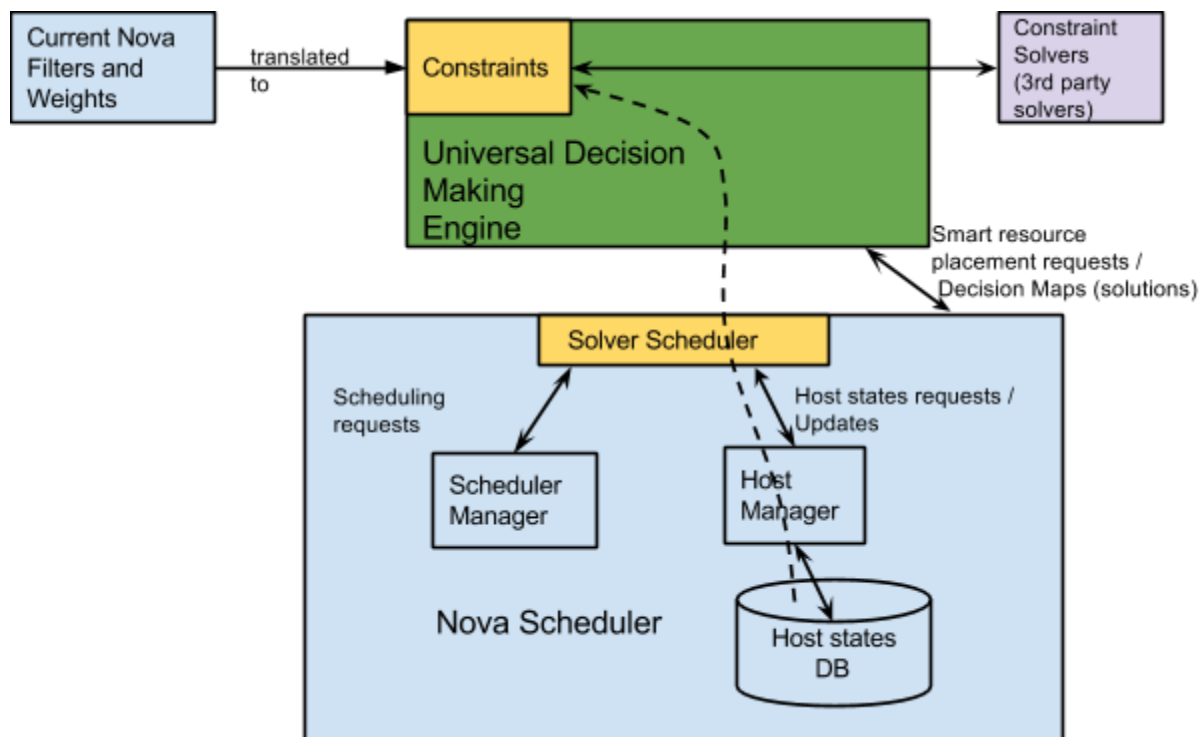 Current Nova
Filters and
Weights
translated
to
Constraints
Constraint
Solvers
(3rd party
solvers)
Universal Decision
Making
Engine
Smart resource
placement requests /
Decision Maps (solutions)
Solver Scheduler
Scheduling
requests
Host states requests /
Updates
Scheduler
Manager
Host
Manager
Nova Scheduler
Host states
DB